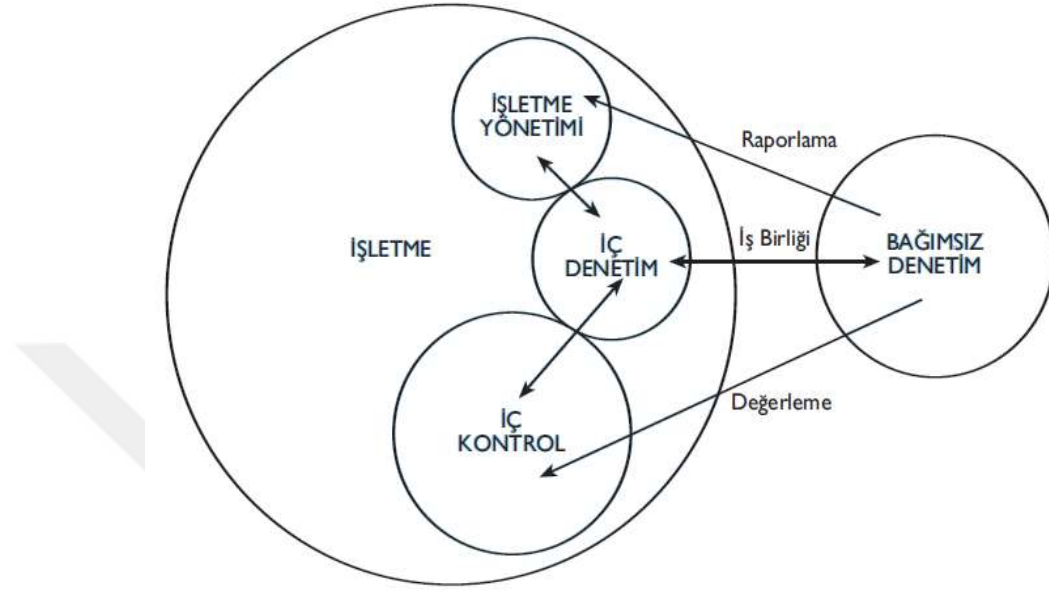 İŞLETME
YÖNETİMİ
Raporlama
İŞLETME
İÇ
DENETİM
İş Birliği
BAĞIMSIZ
DENETİM
Değerleme
İÇ
KONTROL